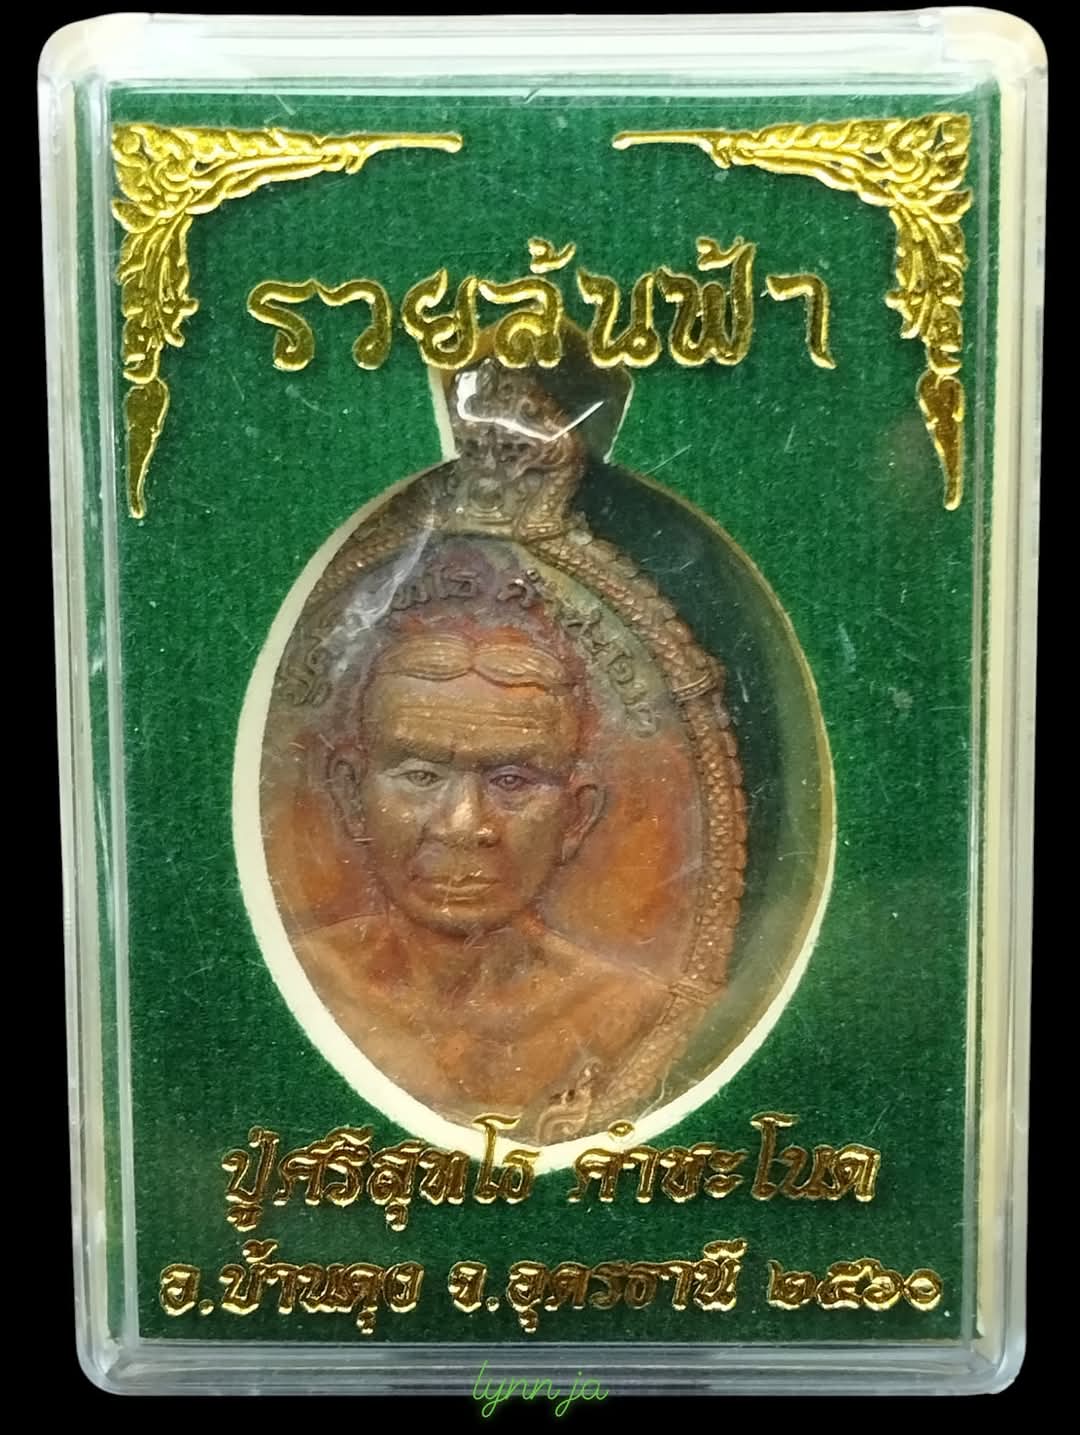 รวยล้นฟ้า
ปู่ศรีสุทโธ คำชะโนด
อ.บ้านดุง จ.อุดรธานี ๒๕๖๐
lynn ja